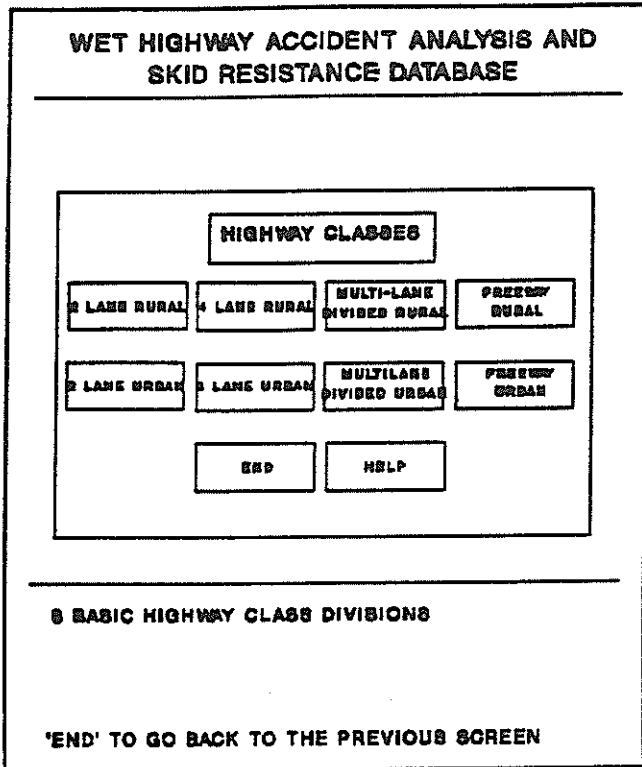 WET HIGHWAY ACCIDENT ANALYSIS AND
SKID RESISTANCE DATABASE
HIGHWAY CLASSES
2 LANE RURAL
4 LANE RURAL
MULTI-LANE
DIVIDED RURAL
FREEWY
RURAL
2 LANE URBAN
LANE URBAN
MULTILANE
DIVIDED URBAN
FREEWY
URBAN
END
HELP
8 BASIC HIGHWAY CLASS DIVISIONS
'END' TO GO BACK TO THE PREVIOUS SCREEN